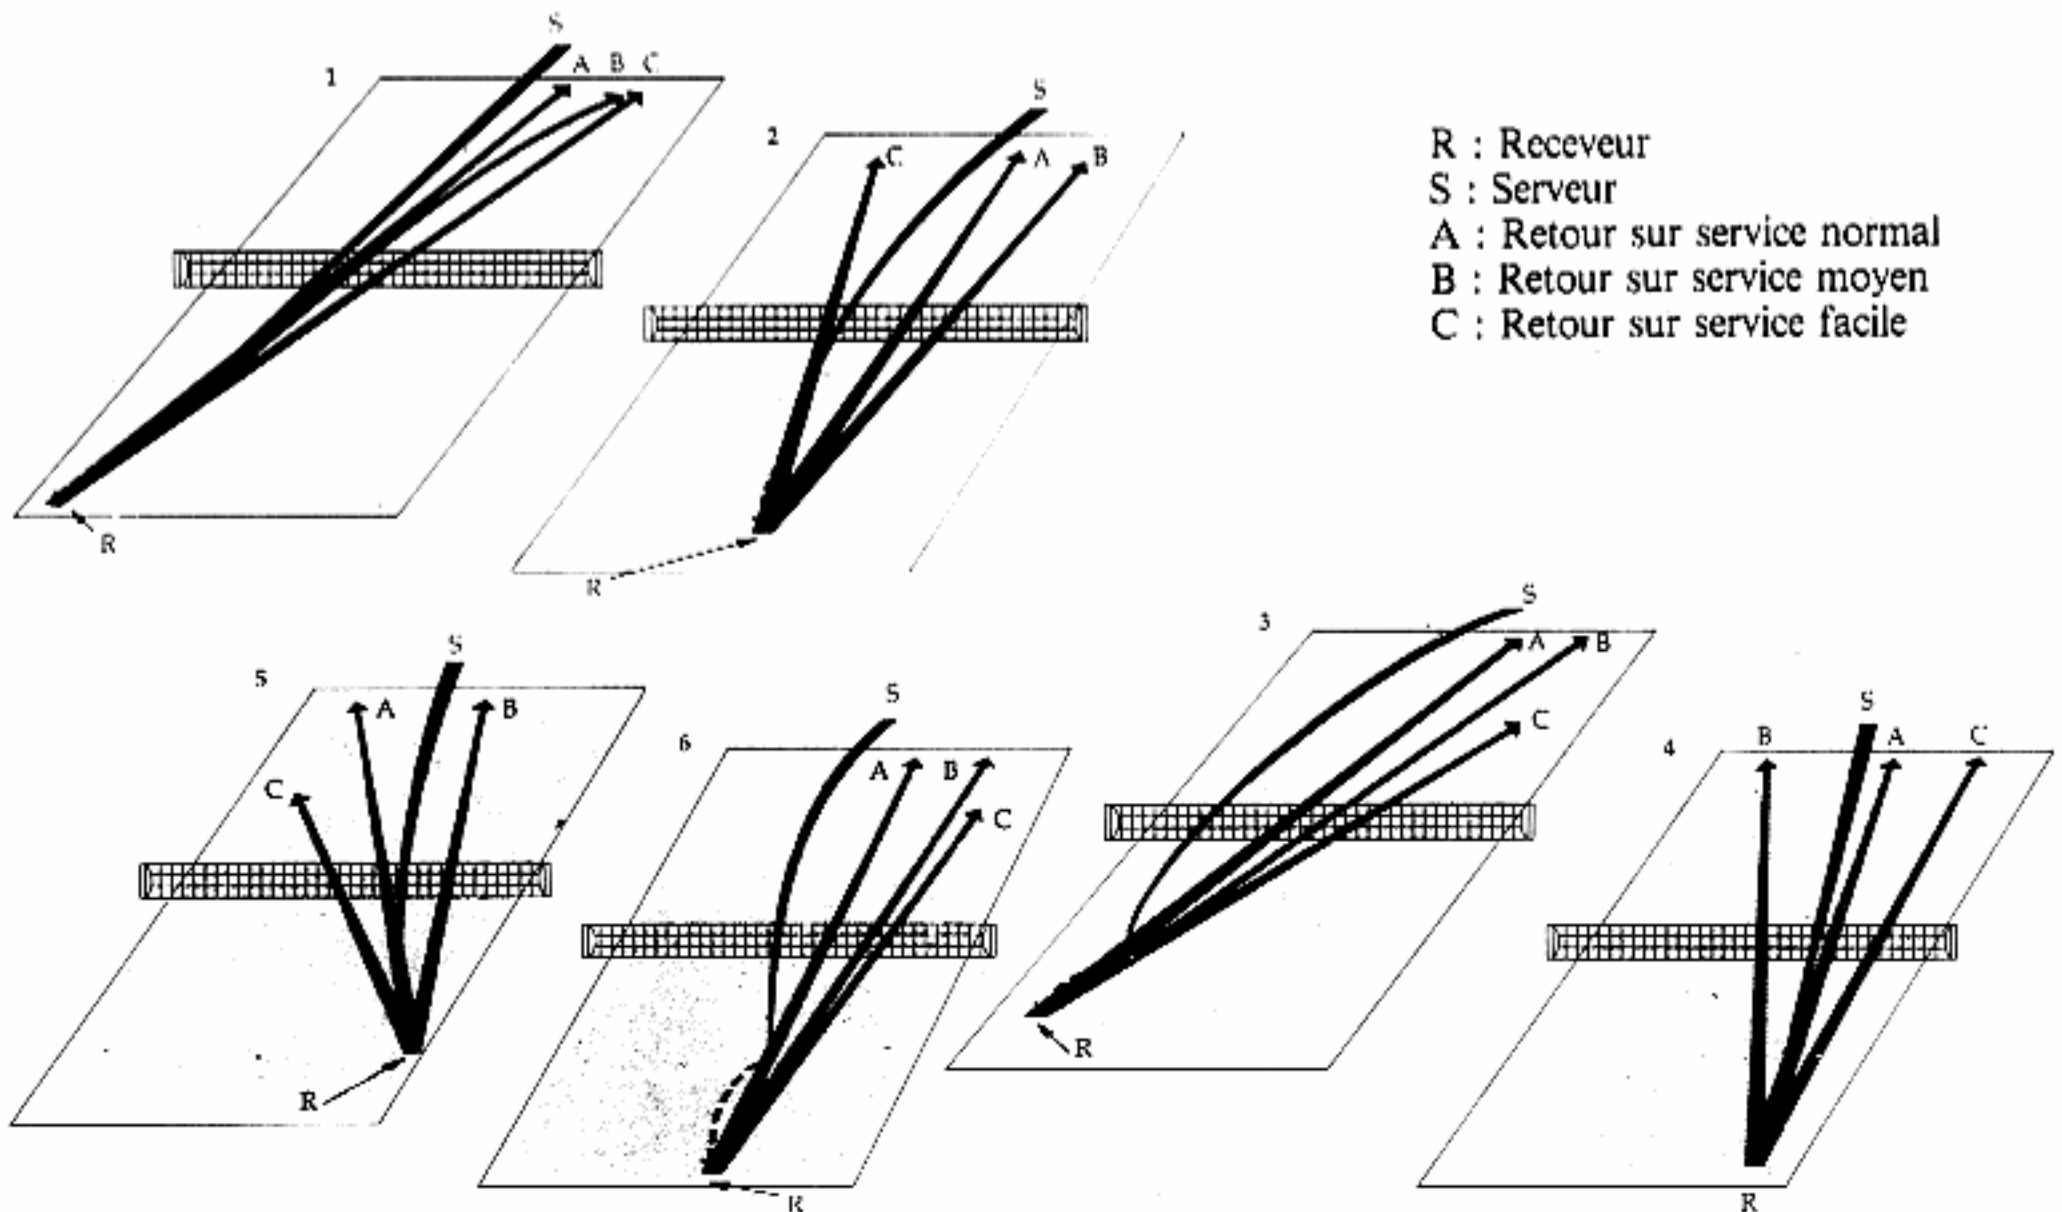 S
A B C
1
R
S
2
C A B
R
R : Receveur
S : Serveur
A : Retour sur service normal
B : Retour sur service moyen
C : Retour sur service facile
S
5
A B
C
R
S
6
A B
C
R
S
3
A B
C
R
S
4
B A C
R